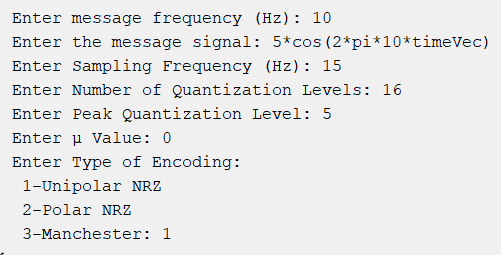 Enter message frequency (Hz): 10
Enter the message signal: 5*cos(2*pi*10*timeVec)
Enter Sampling Frequency (Hz): 15
Enter Number of Quantization Levels: 16
Enter Peak Quantization Level: 5
Enter µ Value: 0
Enter Type of Encoding:
1-Unipolar NRZ
2-Polar NRZ
3-Manchester: 1